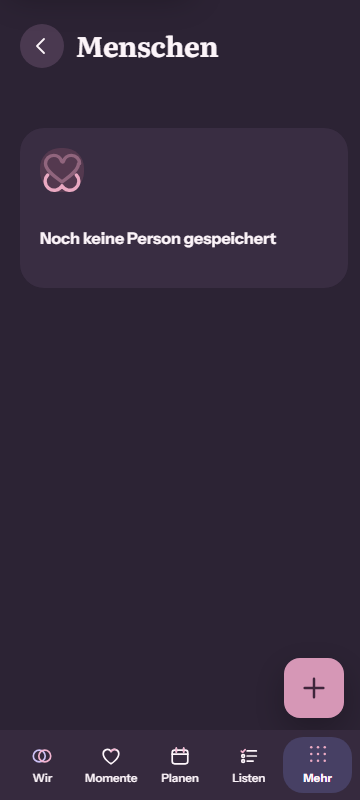 Menschen
Noch keine Person gespeichert
Wir
Momente
Planen
Listen
Mehr